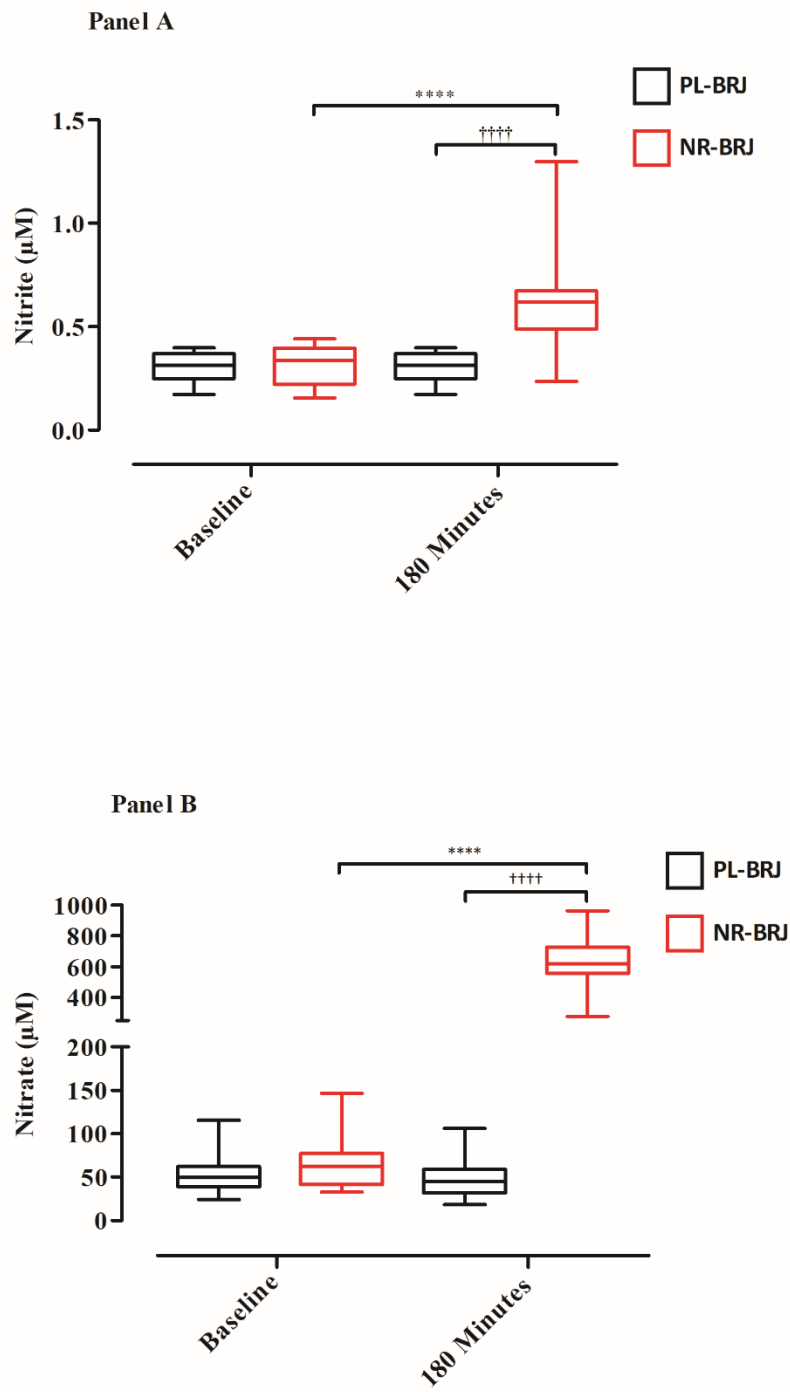 Panel A
****
††††
PL-BRJ
NR-BRJ
Nitrite (µM)
1.5
1.0
0.5
0.0
Baseline
180 Minutes
Panel B
****
††††
PL-BRJ
NR-BRJ
Nitrate (µM)
1000
800
600
400
200
150
100
50
0
Baseline
180 Minutes